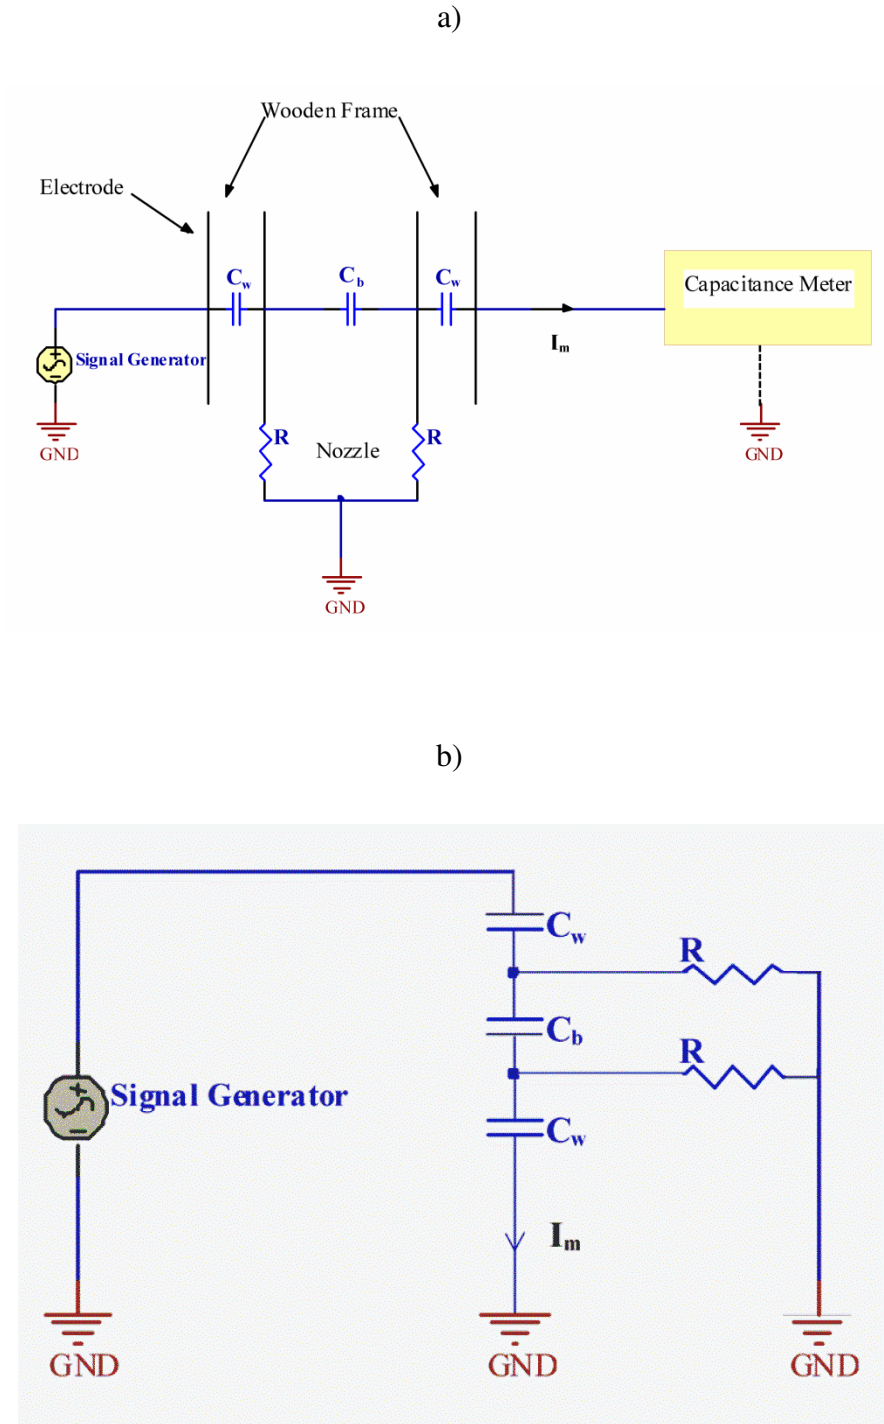 a)
Wooden Frame
Electrode
Cw
Cb
Cw
Capacitance Meter
Im
Signal Generator
GND
R
Nozzle
R
GND
GND
b)
Cw
R
Cb
R
Signal Generator
Cw
Im
GND
GND
GND